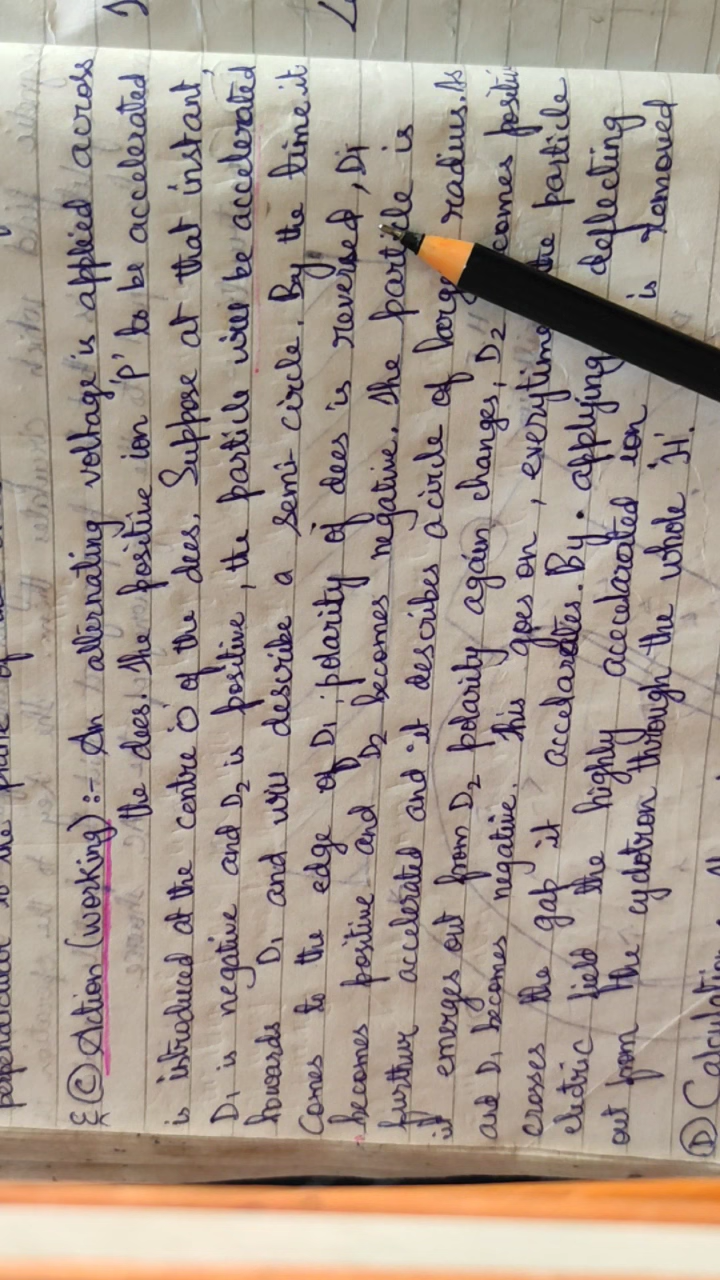 perpendicular to the plane of
(C) Action (working) :- An alternating voltage is applied across
the dees. The positive ion 'P' to be accelerated
is introduced at the centre 'O' of the dees. Suppose at that instant,
D1 is negative and D2 is positive, the particle will be accelerated
towards D1 and will describe a semi-circle. By the time it
Comes to the edge of D1, polarity of dees is reversed, D1
becomes positive and D2 becomes negative. The particle is
further accelerated and it describes a circle of large radius. As
it emerges out from D2 polarity again changes, D2 comes positi
and D1 becomes negative. This goes on, everytime the particle
crosses the gap it accelarates. By applying deflecting
electric field the highly acecelarated ion is removed
out from the cyclotron through the whole 'H'.
(D) Calculation